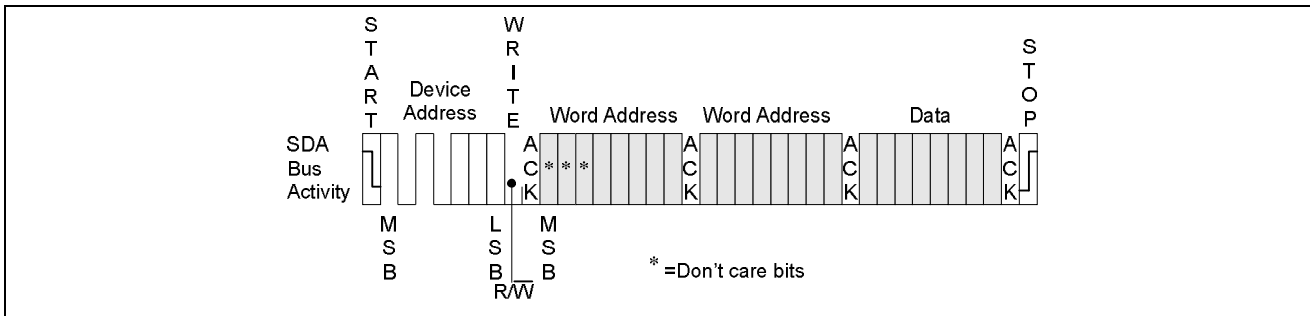 START
WRITE
STOP
Device
Address
Word Address
Word Address
Data
SDA
Bus
Activity
ACK
* * *
ACK
ACK
ACK
MSB
LSB
MSB
R/W̅
* =Don't care bits